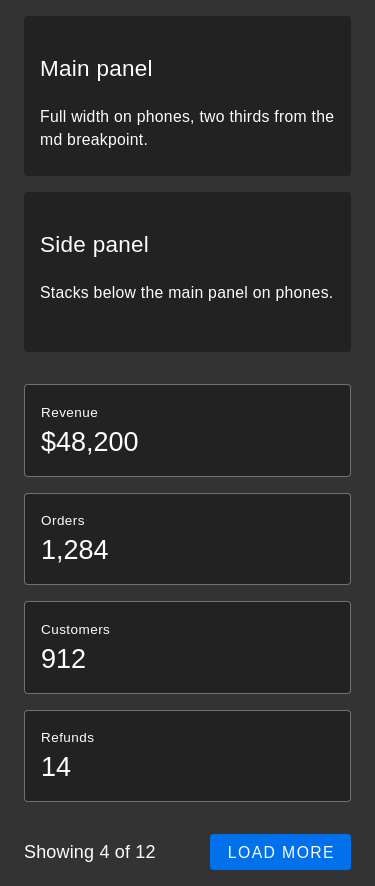 Main panel
Full width on phones, two thirds from the
md breakpoint.
Side panel
Stacks below the main panel on phones.
Revenue
$48,200
Orders
1,284
Customers
912
Refunds
14
Showing 4 of 12
LOAD MORE